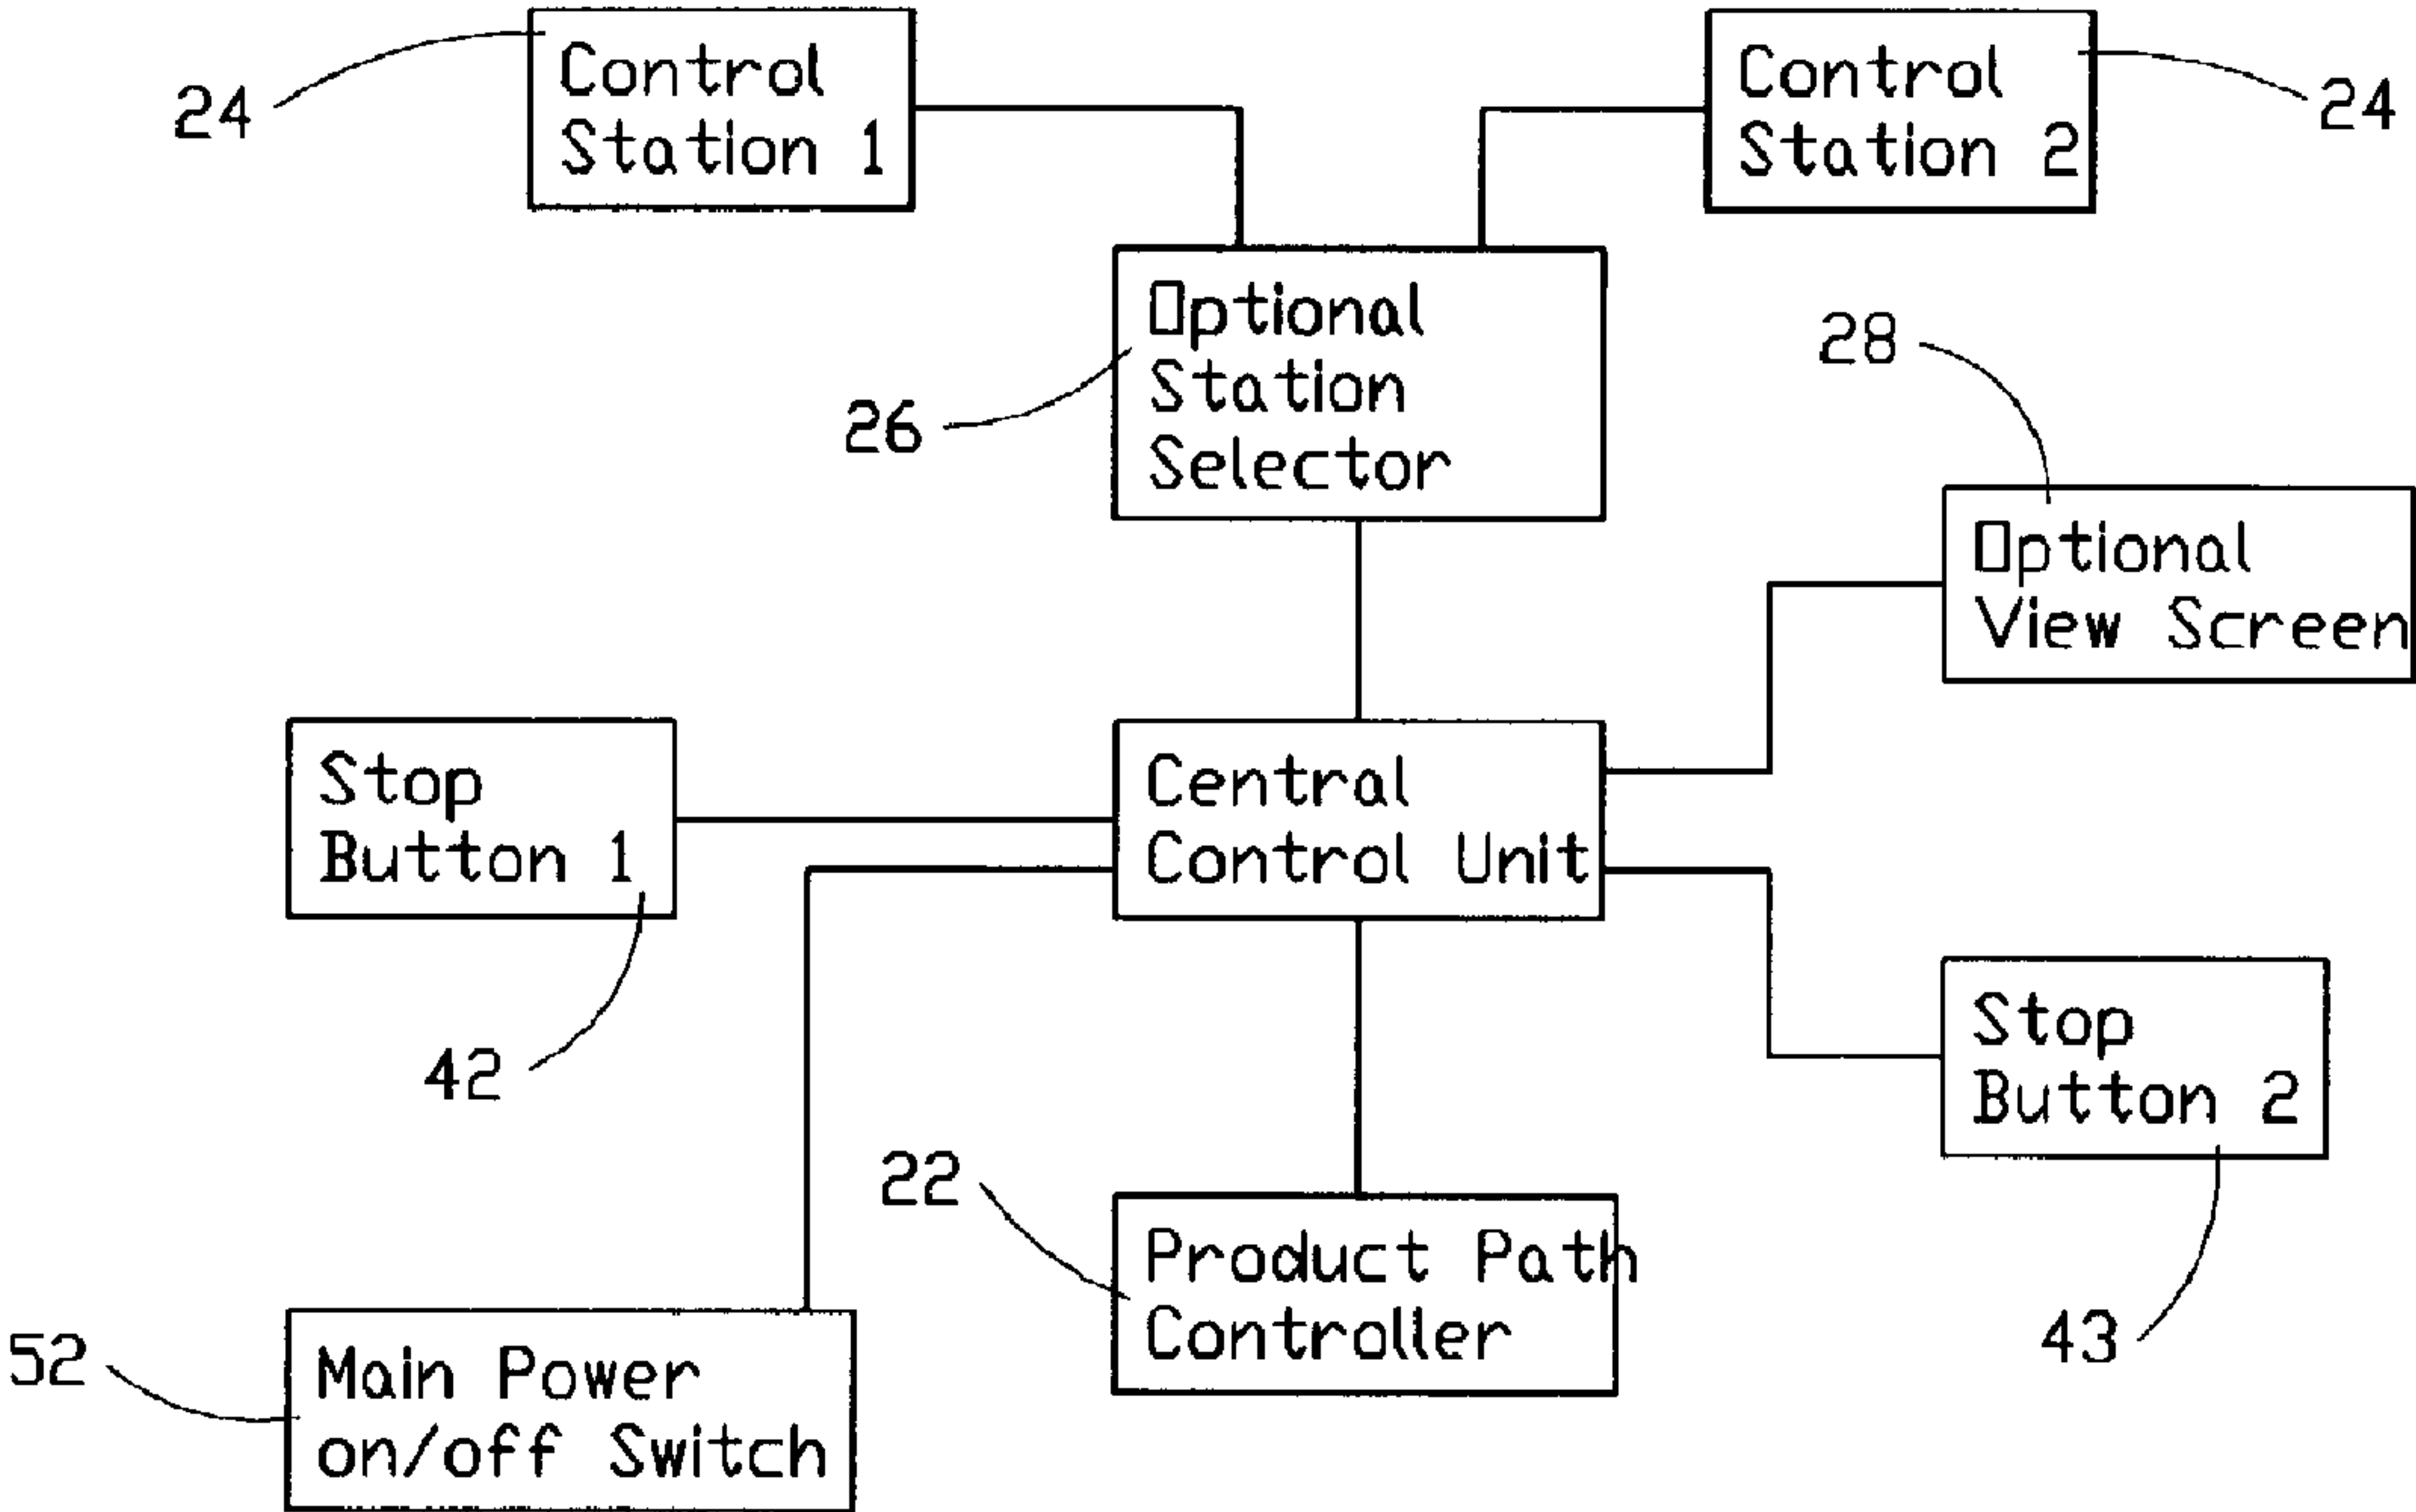 24
Control
Station 1
Control
Station 2
24
26
Optional
Station
Selector
28
Optional
View Screen
Stop
Button 1
42
Central
Control Unit
Stop
Button 2
43
22
Product Path
Controller
52
Main Power
on/off Switch